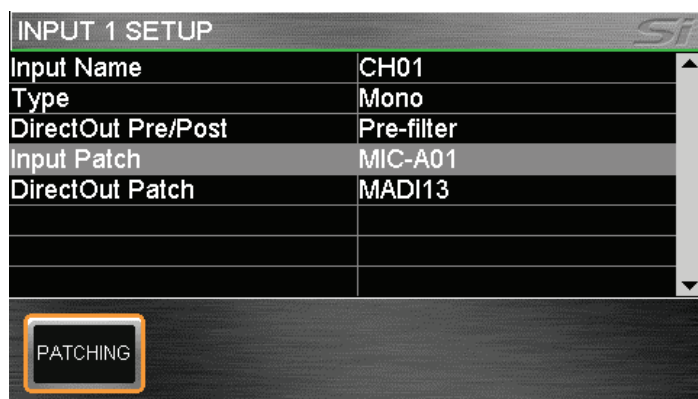 INPUT 1 SETUP Si
Input Name CH01
Type Mono
DirectOut Pre/Post Pre-filter
Input Patch MIC-A01
DirectOut Patch MADI13
PATCHING